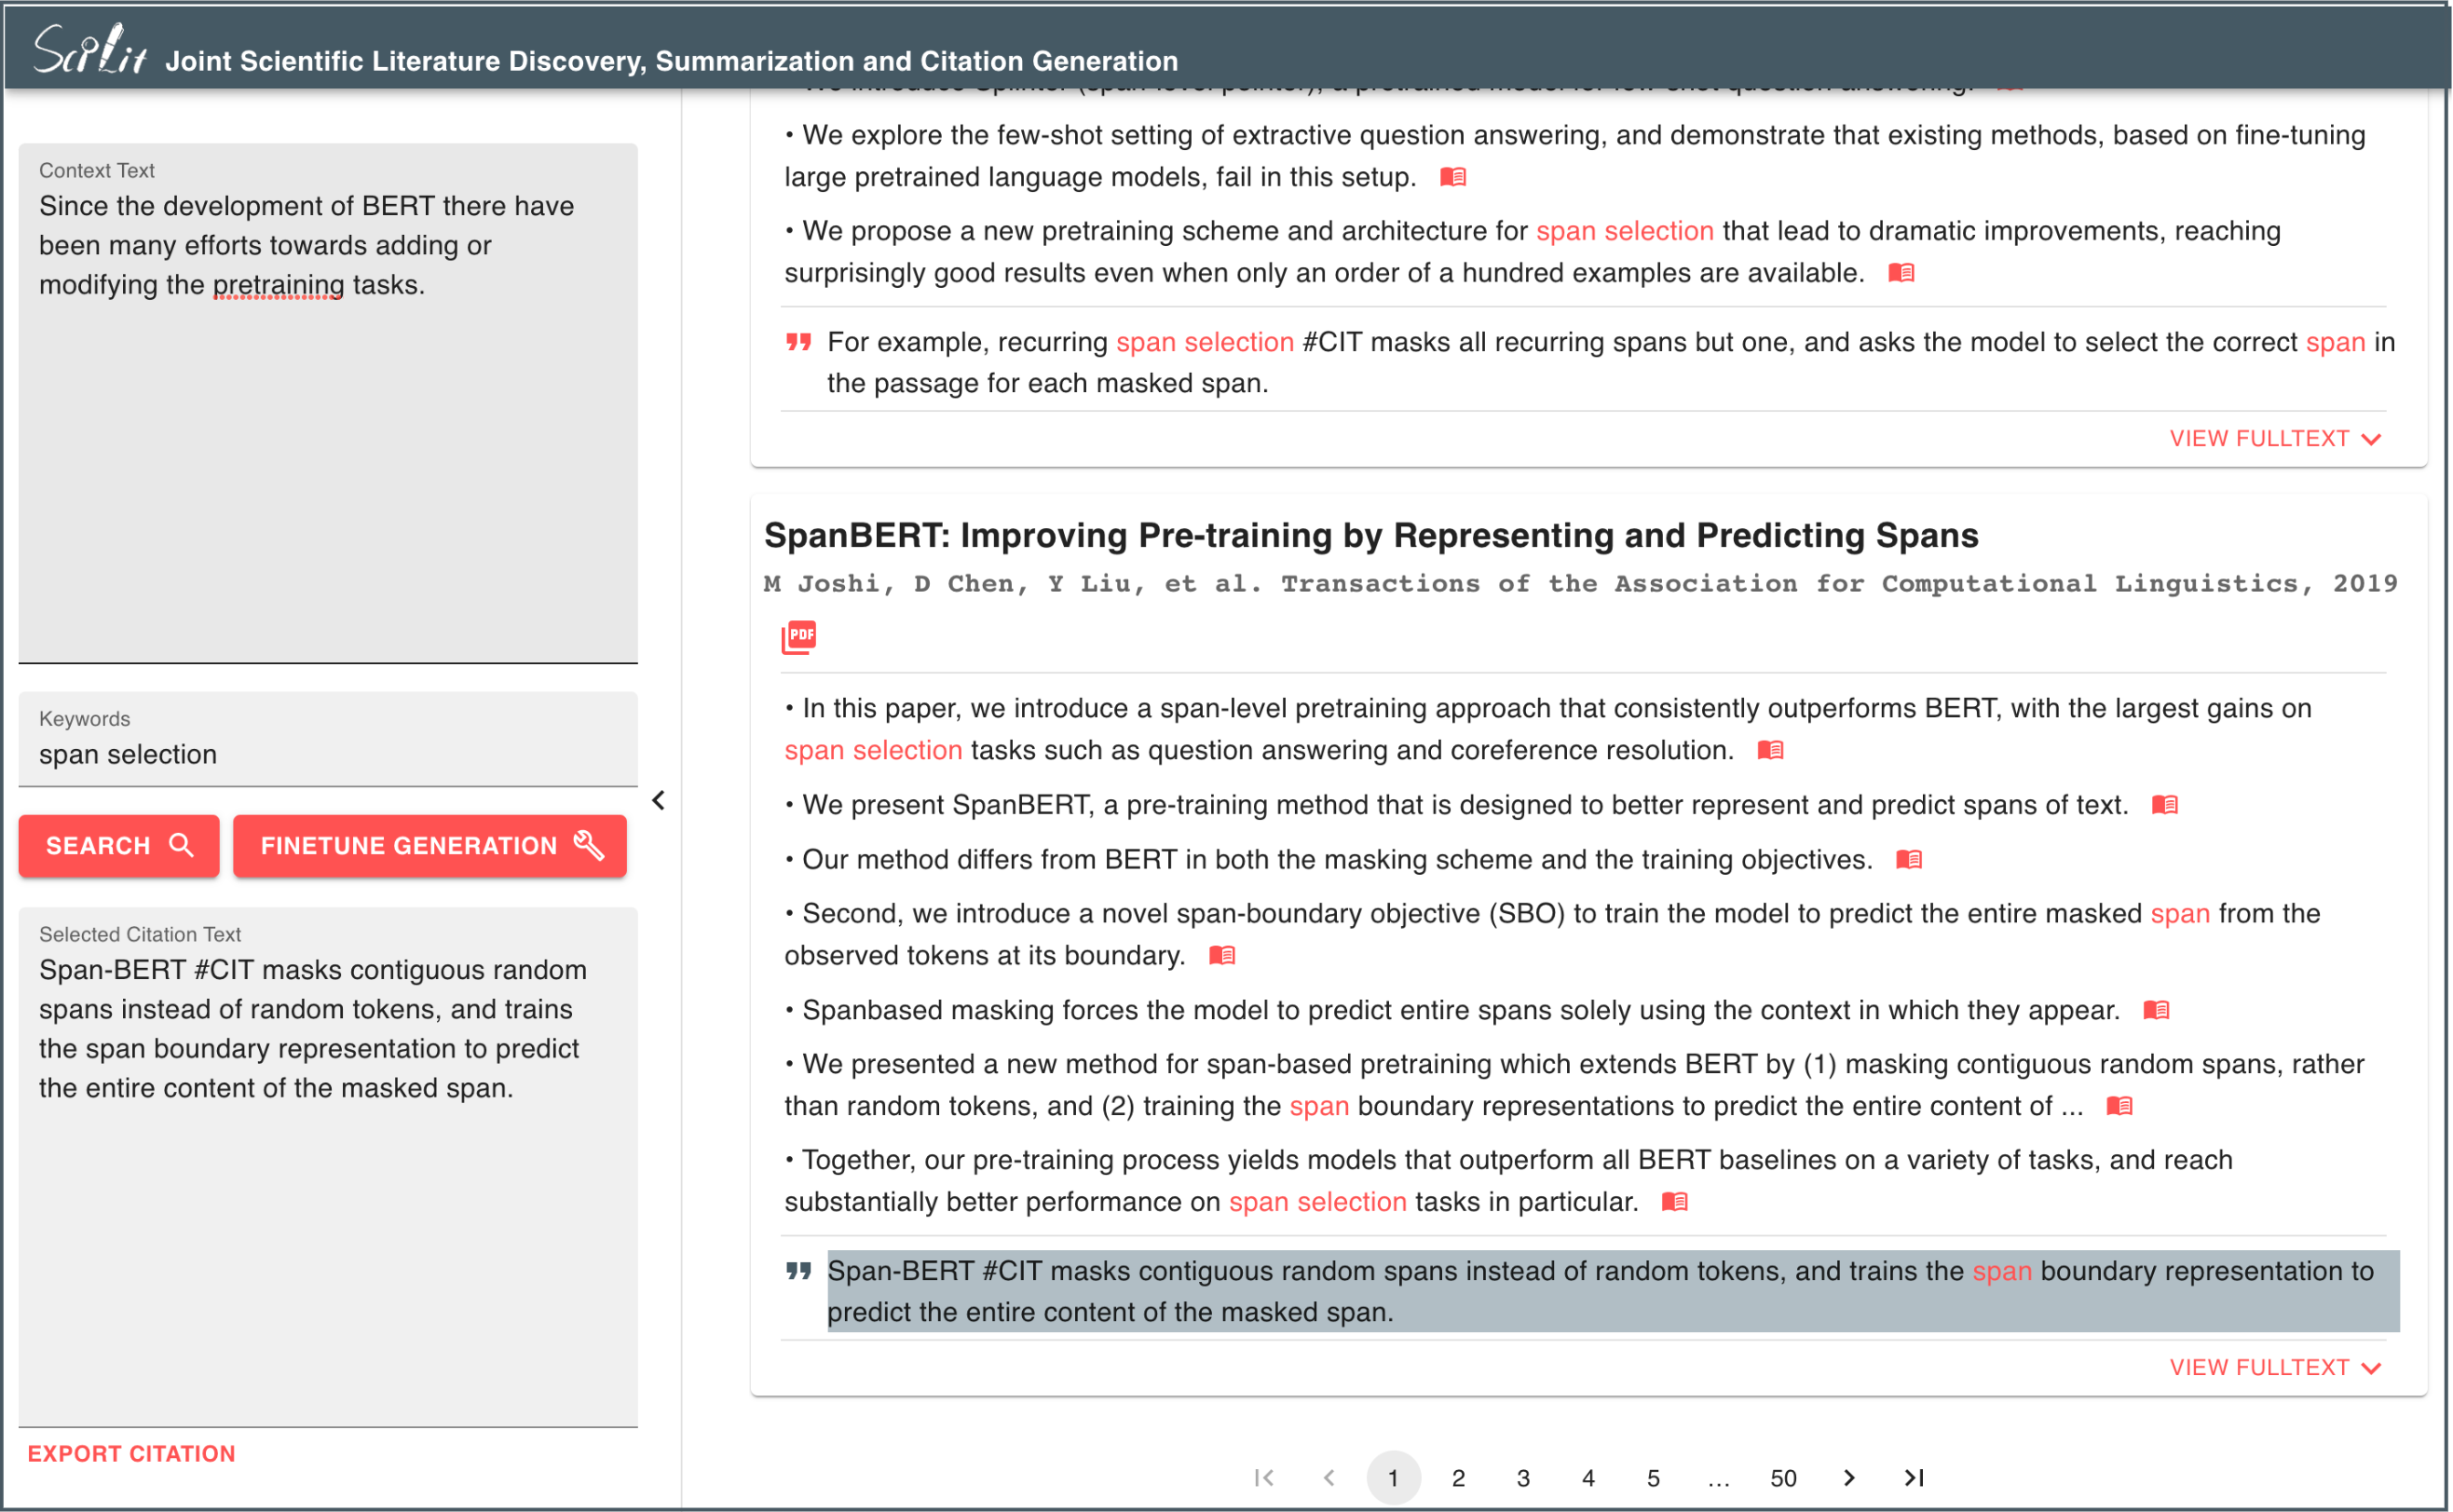 SciLit Joint Scientific Literature Discovery, Summarization and Citation Generation
Context Text
Since the development of BERT there have
been many efforts towards adding or
modifying the pretraining tasks.
Keywords
span selection
SEARCH
FINETUNE GENERATION
Selected Citation Text
Span-BERT #CIT masks contiguous random
spans instead of random tokens, and trains
the span boundary representation to predict
the entire content of the masked span.
EXPORT CITATION
• We introduce Splinter (span-level pointer), a pretrained model for few-shot question answering.
• We explore the few-shot setting of extractive question answering, and demonstrate that existing methods, based on fine-tuning
large pretrained language models, fail in this setup.
• We propose a new pretraining scheme and architecture for span selection that lead to dramatic improvements, reaching
surprisingly good results even when only an order of a hundred examples are available.
For example, recurring span selection #CIT masks all recurring spans but one, and asks the model to select the correct span in
the passage for each masked span.
VIEW FULLTEXT
SpanBERT: Improving Pre-training by Representing and Predicting Spans
M Joshi, D Chen, Y Liu, et al. Transactions of the Association for Computational Linguistics, 2019
PDF
• In this paper, we introduce a span-level pretraining approach that consistently outperforms BERT, with the largest gains on
span selection tasks such as question answering and coreference resolution.
• We present SpanBERT, a pre-training method that is designed to better represent and predict spans of text.
• Our method differs from BERT in both the masking scheme and the training objectives.
• Second, we introduce a novel span-boundary objective (SBO) to train the model to predict the entire masked span from the
observed tokens at its boundary.
• Spanbased masking forces the model to predict entire spans solely using the context in which they appear.
• We presented a new method for span-based pretraining which extends BERT by (1) masking contiguous random spans, rather
than random tokens, and (2) training the span boundary representations to predict the entire content of ...
• Together, our pre-training process yields models that outperform all BERT baselines on a variety of tasks, and reach
substantially better performance on span selection tasks in particular.
Span-BERT #CIT masks contiguous random spans instead of random tokens, and trains the span boundary representation to
predict the entire content of the masked span.
VIEW FULLTEXT
1 2 3 4 5 ... 50